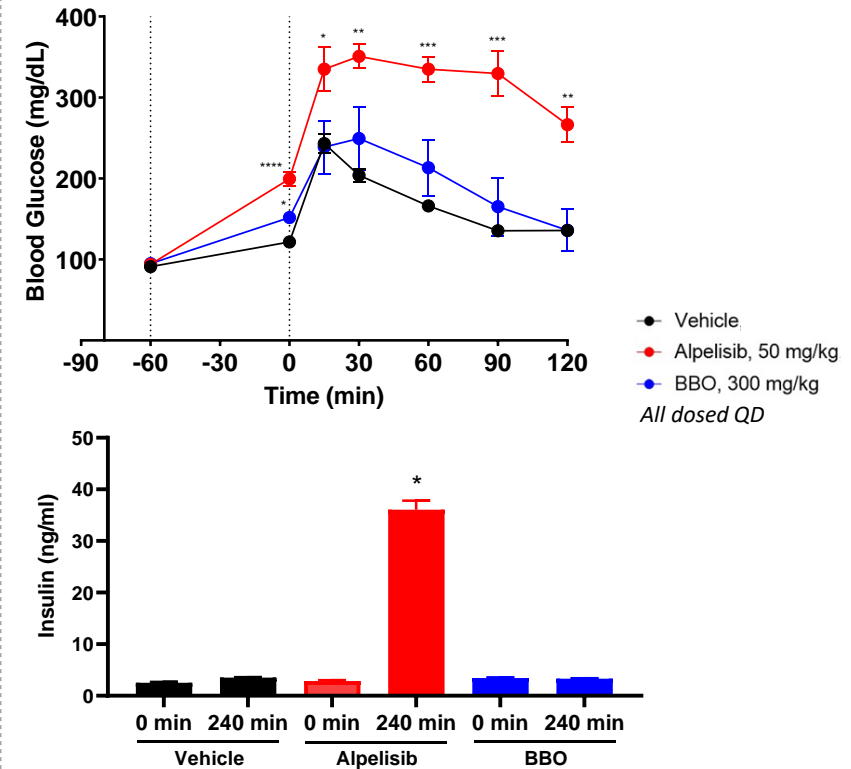 Blood Glucose (mg/dL)
400
300
200
100
* ** *** *** **
****
*
-90 -60 -30 0 30 60 90 120
Time (min)
Vehicle
Alpelisib, 50 mg/kg
BBO, 300 mg/kg
All dosed QD
Insulin (ng/ml)
50
40
30
20
10
0
*
0 min 240 min 0 min 240 min 0 min 240 min
Vehicle Alpelisib BBO